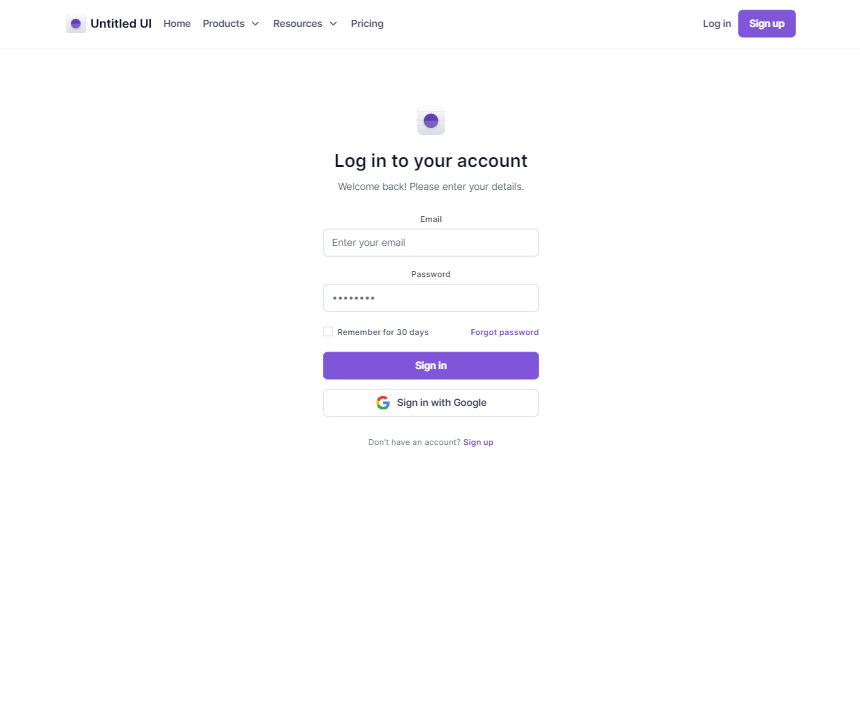 Untitled UI Home Products Resources Pricing Log in Sign up
Log in to your account
Welcome back! Please enter your details.
Email
Enter your email
Password
••••••••
Remember for 30 days Forgot password
Sign in
Sign in with Google
Don't have an account? Sign up